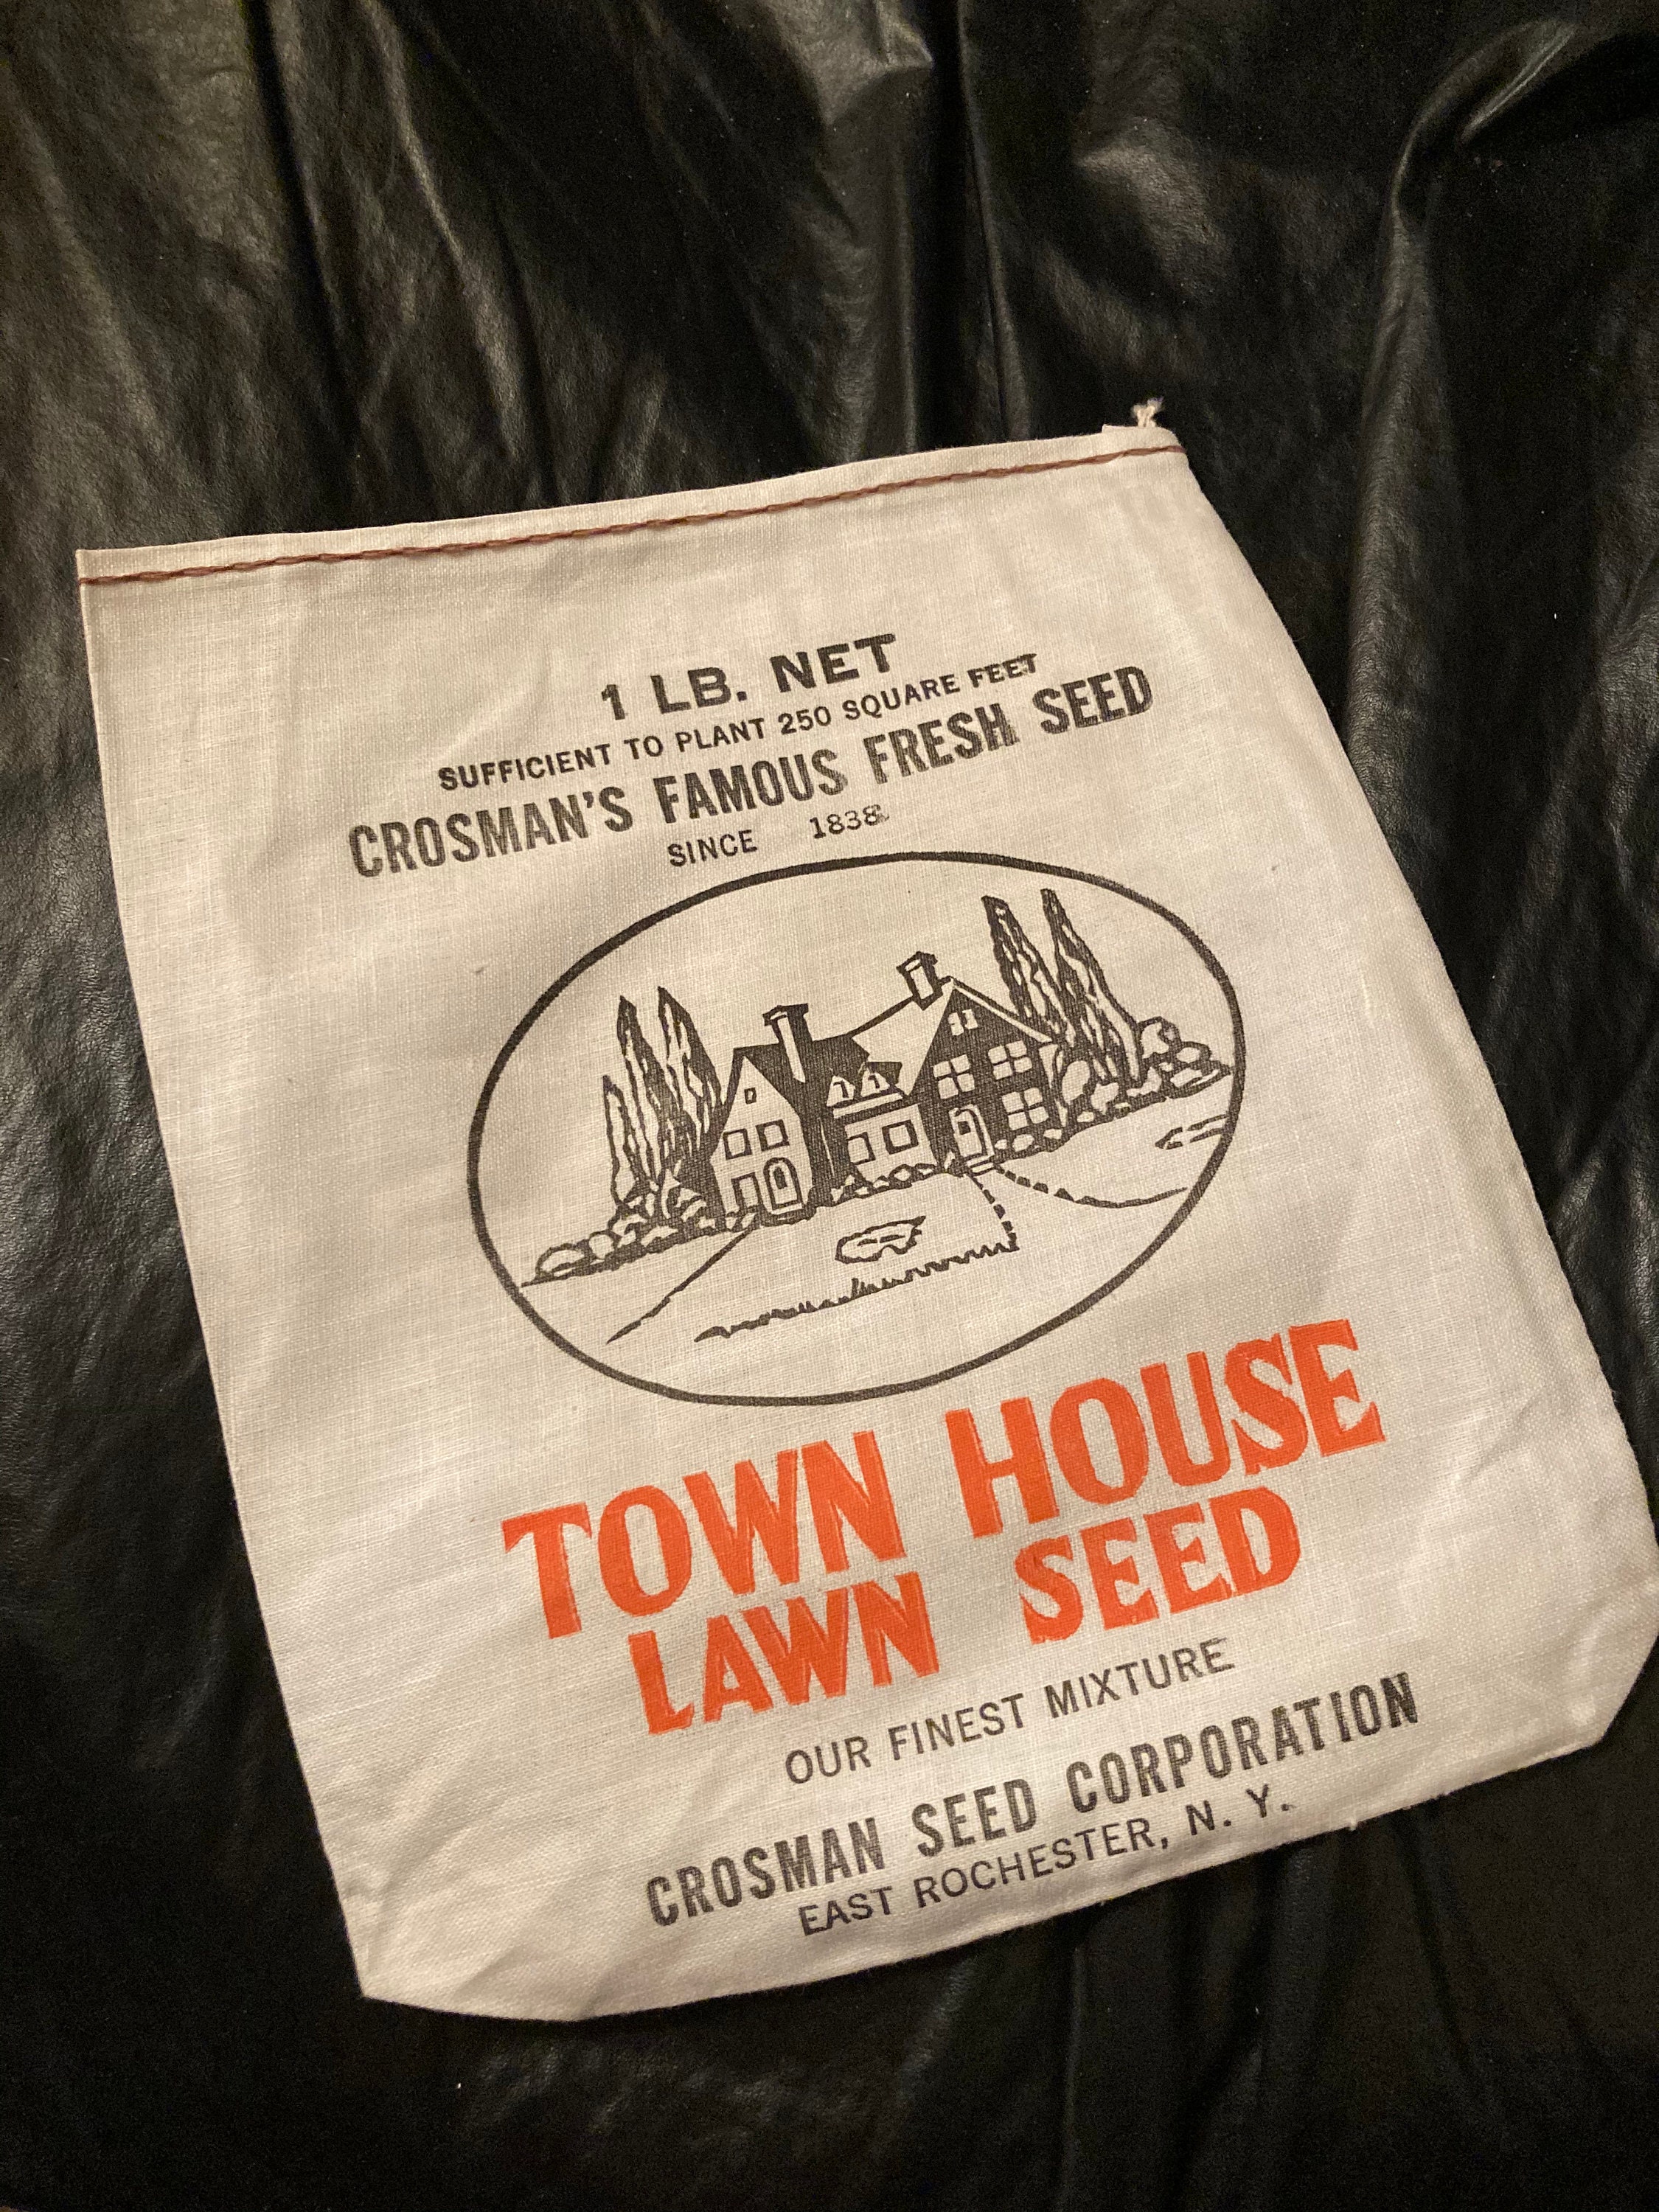 1 LB. NET
SUFFICIENT TO PLANT 250 SQUARE FEET
CROSMAN'S FAMOUS FRESH SEED
SINCE 1838
TOWN HOUSE
LAWN SEED
OUR FINEST MIXTURE
CROSMAN SEED CORPORATION
EAST ROCHESTER, N. Y.